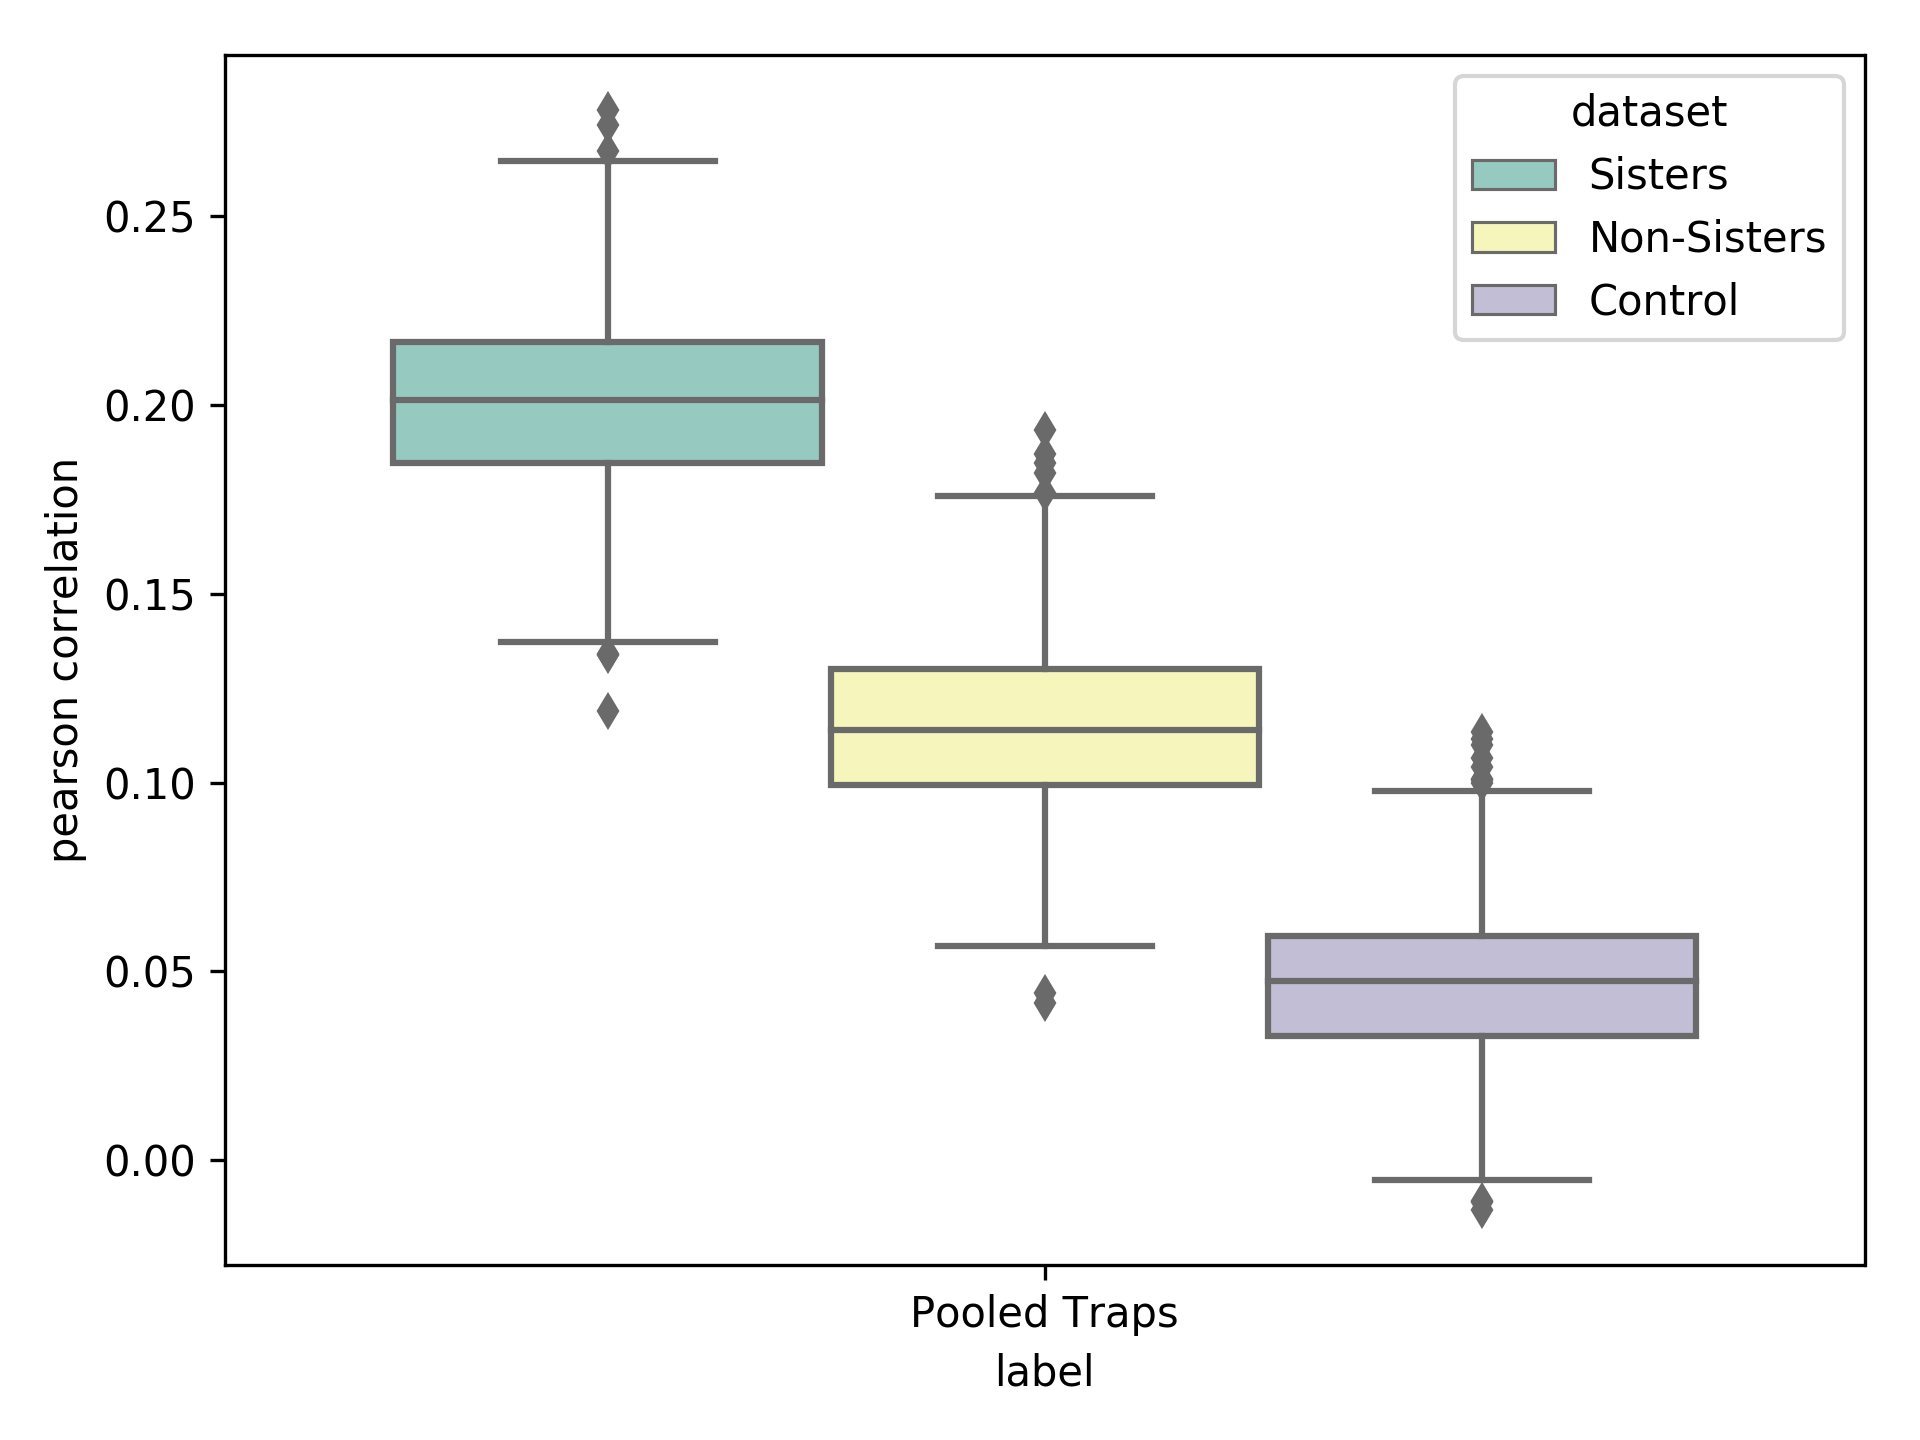 dataset
Sisters
Non-Sisters
Control
pearson correlation
0.25
0.20
0.15
0.10
0.05
0.00
Pooled Traps
label